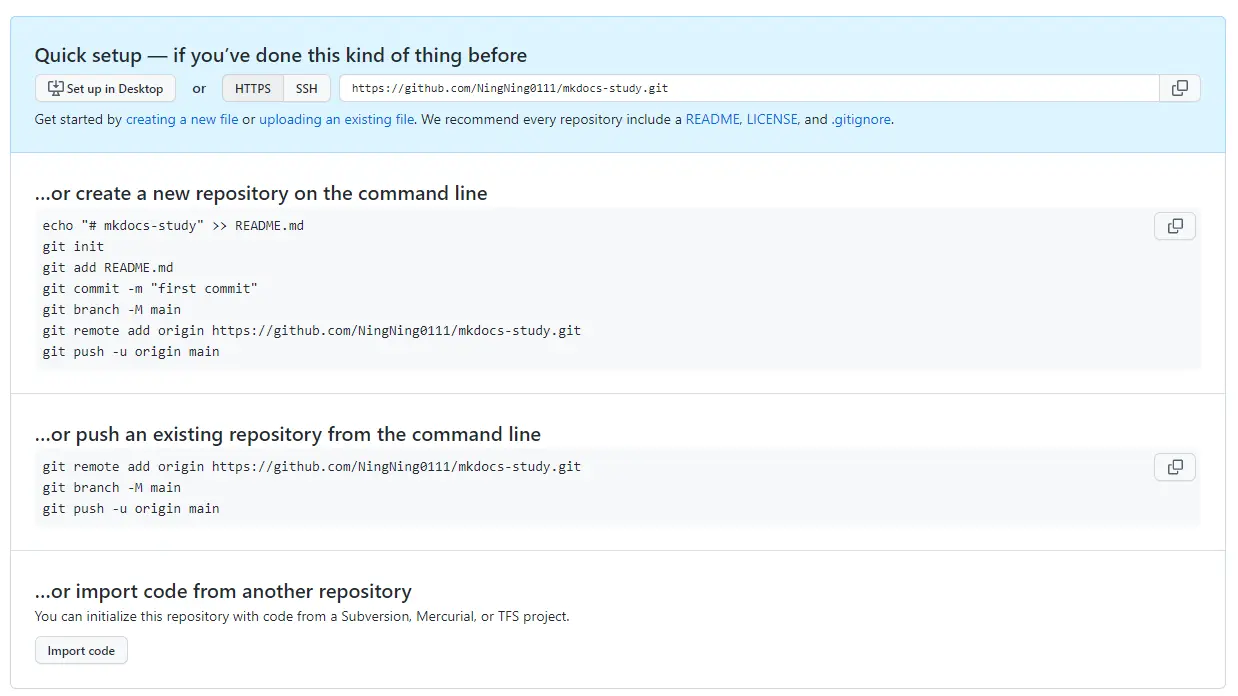 Quick setup — if you’ve done this kind of thing before
Set up in Desktop or HTTPS SSH https://github.com/NingNing0111/mkdocs-study.git
Get started by creating a new file or uploading an existing file. We recommend every repository include a README, LICENSE, and .gitignore.
…or create a new repository on the command line
echo "# mkdocs-study" >> README.md
git init
git add README.md
git commit -m "first commit"
git branch -M main
git remote add origin https://github.com/NingNing0111/mkdocs-study.git
git push -u origin main
…or push an existing repository from the command line
git remote add origin https://github.com/NingNing0111/mkdocs-study.git
git branch -M main
git push -u origin main
…or import code from another repository
You can initialize this repository with code from a Subversion, Mercurial, or TFS project.
Import code